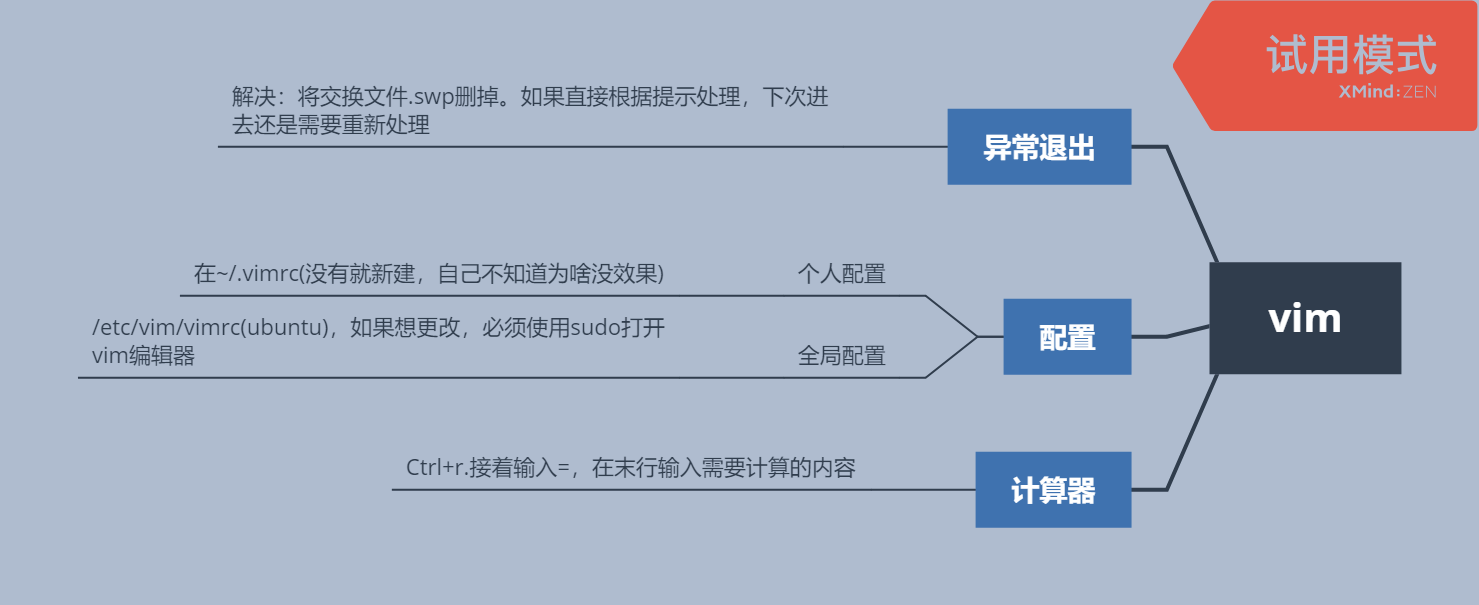 试用模式
XMind:ZEN
解决：将交换文件.swp删掉。如果直接根据提示处理，下次进
去还是需要重新处理
异常退出
在~/.vimrc(没有就新建，自己不知道为啥没效果)
个人配置
/etc/vim/vimrc(ubuntu)，如果想更改，必须使用sudo打开
vim编辑器
全局配置
配置
vim
Ctrl+r.接着输入=，在末行输入需要计算的内容
计算器